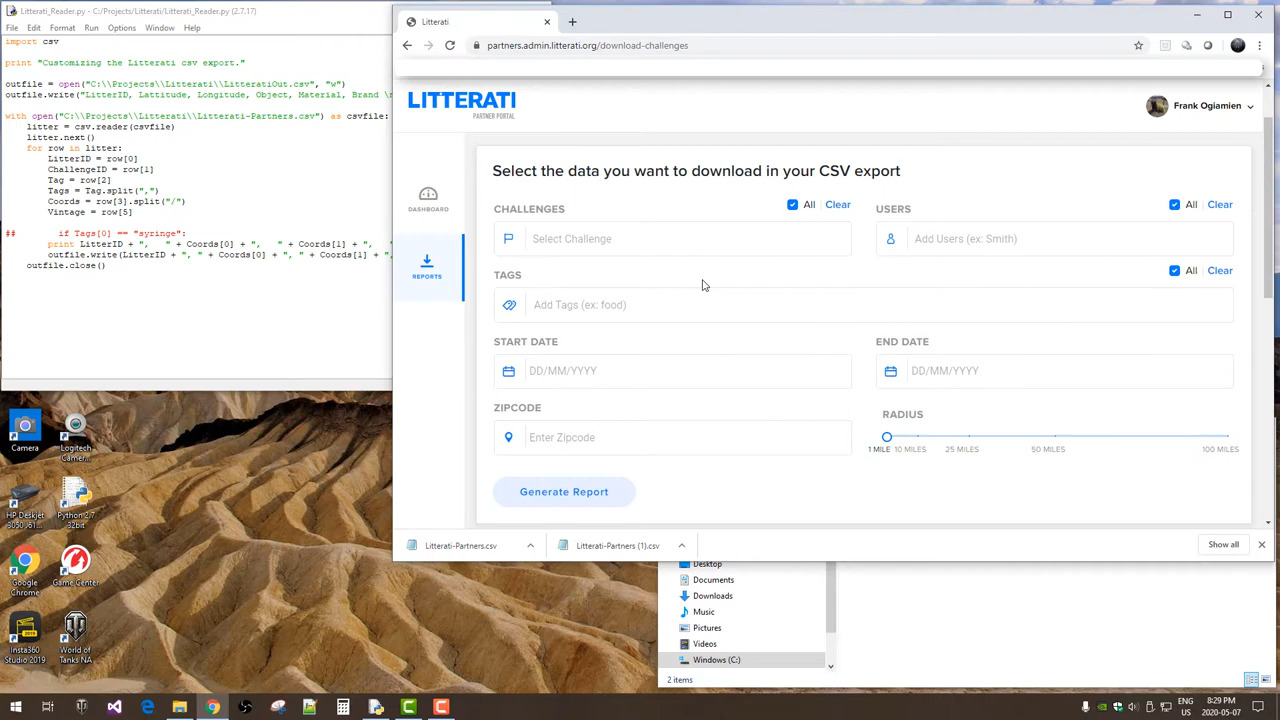 Litterati_Reader.py - C:/Projects/Litterati/Litterati_Reader.py (2.7.17)
File Edit Format Run Options Window Help
import csv
print "Customizing the Litterati csv export."
outfile = open("C:\\Projects\\Litterati\\LitteratiOut.csv", "w")
outfile.write("LitterID, Lattitude, Longitude, Object, Material, Brand \n
with open("C:\\Projects\\Litterati\\Litterati-Partners.csv") as csvfile:
litter = csv.reader(csvfile)
litter.next()
for row in litter:
LitterID = row[0]
ChallengeID = row[1]
Tag = row[2]
Tags = Tag.split(",")
Coords = row[3].split("/")
Vintage = row[5]
## if Tags[0] == "syringe":
print LitterID + ", " + Coords[0] + ", " + Coords[1] + ",
outfile.write(LitterID + ", " + Coords[0] + ", " + Coords[1] + ",
outfile.close()
Camera
Logitech Camer...
HP Deskjet 3050 J61...
Python 2.7 32bit
Google Chrome
Game Center
Insta360 Studio 2019
World of Tanks NA
Litterati
partners.admin.litterati.org/download-challenges
LITTERATI
PARTNER PORTAL
Frank Ogiamien
DASHBOARD
REPORTS
Select the data you want to download in your CSV export
CHALLENGES All Clear USERS All Clear
Select Challenge Add Users (ex: Smith)
TAGS All Clear
Add Tags (ex: food)
START DATE END DATE
DD/MM/YYYY DD/MM/YYYY
ZIPCODE RADIUS
Enter Zipcode
1 MILE 10 MILES 25 MILES 50 MILES 100 MILES
Generate Report
Litterati-Partners.csv Litterati-Partners (1).csv Show all
Desktop
Documents
Downloads
Music
Pictures
Videos
Windows (C:)
2 items
ENG 8:29 PM
US 2020-05-07